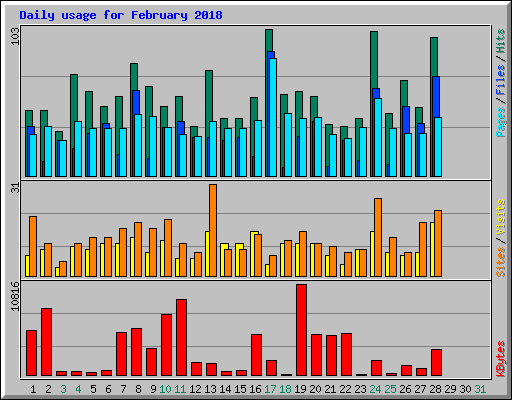 Daily usage for February 2018
103
Pages / Files / Hits
31
Sites / Visits
10816
KBytes
1 2 3 4 5 6 7 8 9 10 11 12 13 14 15 16 17 18 19 20 21 22 23 24 25 26 27 28 29 30 31